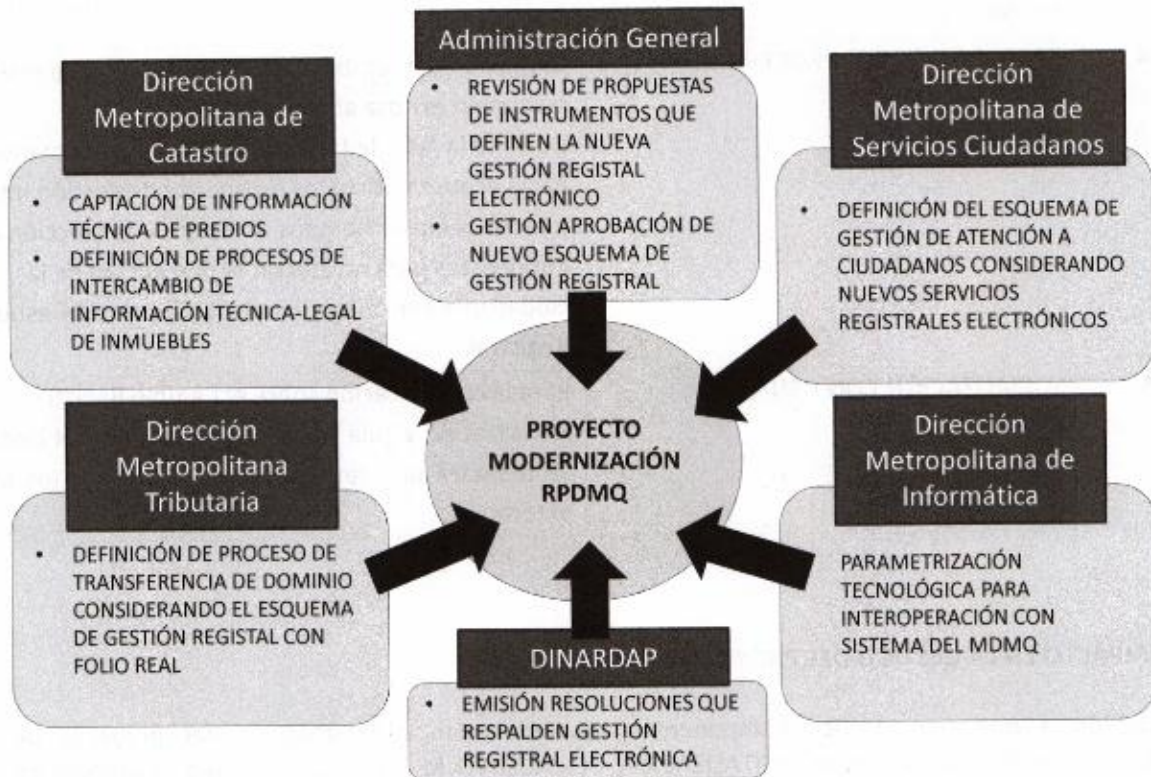 Administración General
• REVISIÓN DE PROPUESTAS
DE INSTRUMENTOS QUE
DEFINEN LA NUEVA
GESTIÓN REGISTAL
ELECTRÓNICO
• GESTIÓN APROBACIÓN DE
NUEVO ESQUEMA DE
GESTIÓN REGISTRAL
Dirección
Metropolitana de
Catastro
• CAPTACIÓN DE INFORMACIÓN
TÉCNICA DE PREDIOS
• DEFINICIÓN DE PROCESOS DE
INTERCAMBIO DE
INFORMACIÓN TÉCNICA-LEGAL
DE INMUEBLES
Dirección
Metropolitana de
Servicios Ciudadanos
• DEFINICIÓN DEL ESQUEMA DE
GESTIÓN DE ATENCIÓN A
CIUDADANOS CONSIDERANDO
NUEVOS SERVICIOS
REGISTRALES ELECTRÓNICOS
PROYECTO
MODERNIZACIÓN
RPDMQ
Dirección
Metropolitana
Tributaria
• DEFINICIÓN DE PROCESO DE
TRANSFERENCIA DE DOMINIO
CONSIDERANDO EL ESQUEMA
DE GESTIÓN REGISTAL CON
FOLIO REAL
Dirección
Metropolitana de
Informática
PARAMETRIZACIÓN
TECNOLÓGICA PARA
INTEROPERACIÓN CON
SISTEMA DEL MDMQ
DINARDAP
• EMISIÓN RESOLUCIONES QUE
RESPALDEN GESTIÓN
REGISTRAL ELECTRÓNICA